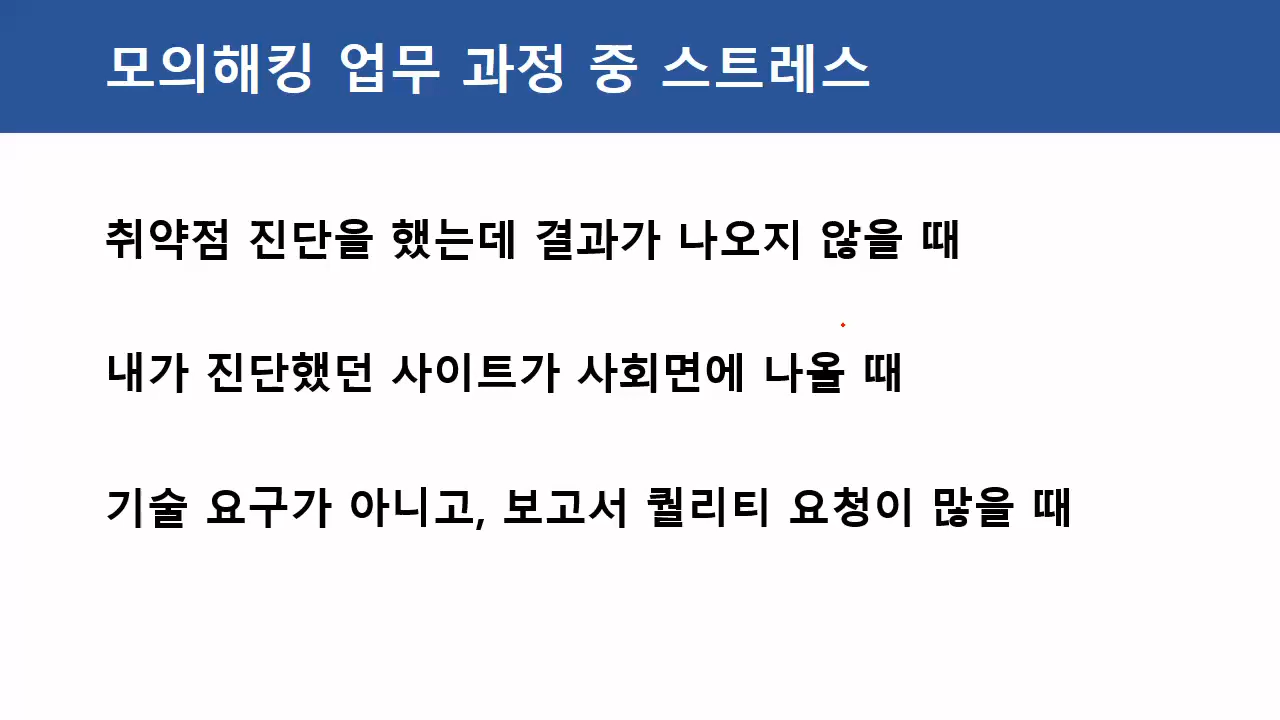 모의해킹 업무 과정 중 스트레스
취약점 진단을 했는데 결과가 나오지 않을 때
내가 진단했던 사이트가 사회면에 나올 때
기술 요구가 아니고, 보고서 퀄리티 요청이 많을 때